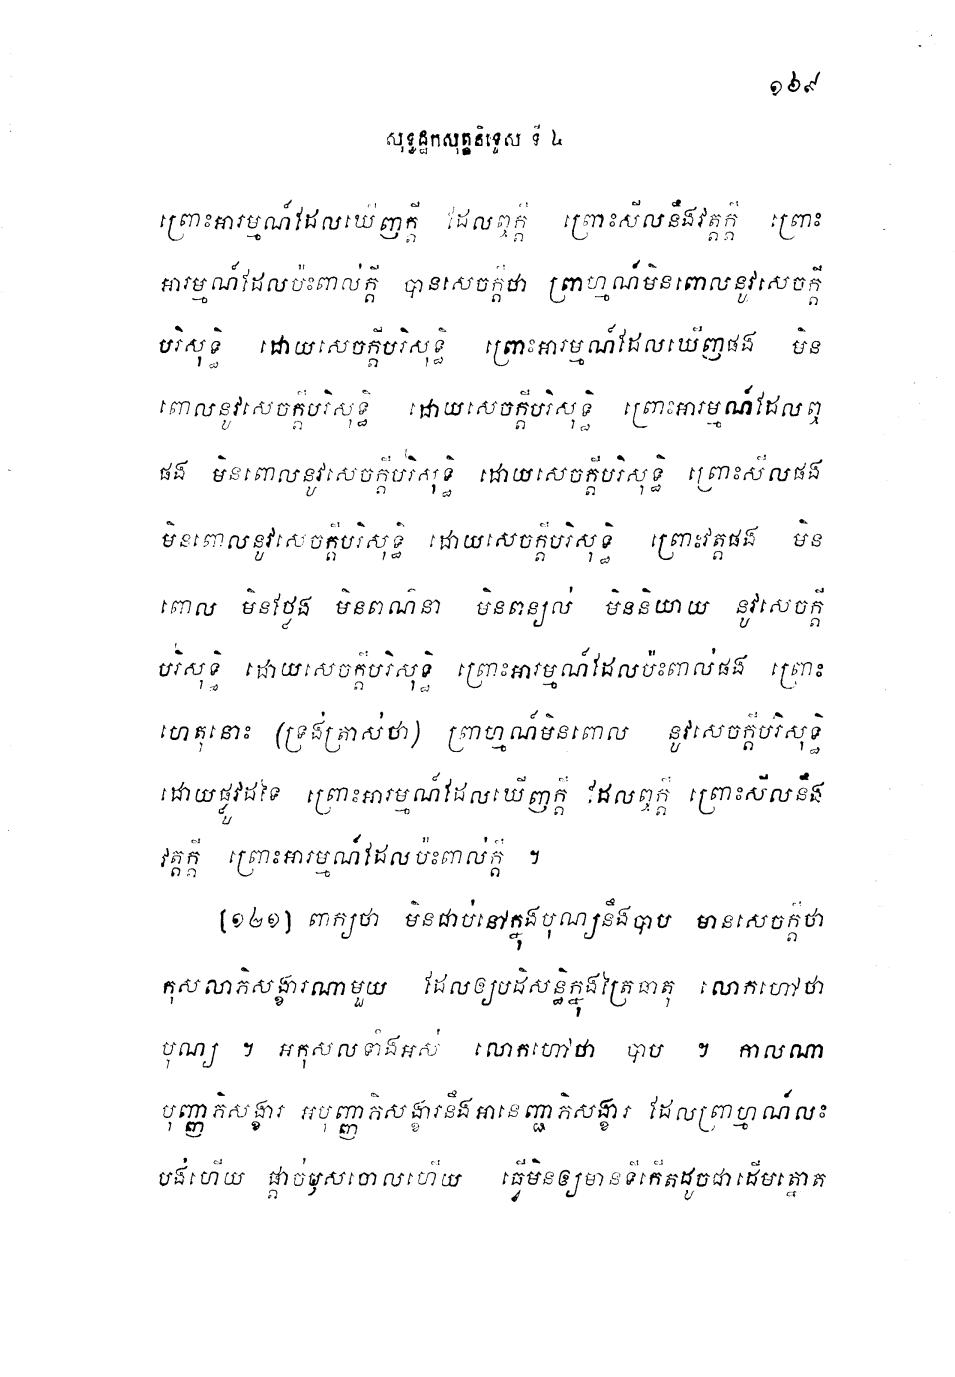 ១៦៩
សុទ្ធដ្ឋកសុត្តនិទ្ទេស ទី ៤
ព្រោះអារម្មណ៍ដែលឃើញក្តី ដែលឮក្តី ព្រោះសីលនឹងវត្តក្តី ព្រោះ
អារម្មណ៍ដែលប៉ះពាល់ក្តី បានសេចក្តីថា ព្រាហ្មណ៍មិនពោលនូវសេចក្តី
បរិសុទ្ធិ ដោយសេចក្តីបរិសុទ្ធិ ព្រោះអារម្មណ៍ដែលឃើញផង មិន
ពោលនូវសេចក្តីបរិសុទ្ធិ ដោយសេចក្តីបរិសុទ្ធិ ព្រោះអារម្មណ៍ដែលឮ
ផង មិនពោលនូវសេចក្តីបរិសុទ្ធិ ដោយសេចក្តីបរិសុទ្ធិ ព្រោះសីលផង
មិនពោលនូវសេចក្តីបរិសុទ្ធិ ដោយសេចក្តីបរិសុទ្ធិ ព្រោះវត្តផង មិន
ពោល មិនថ្លែង មិនពណ៌នា មិនពន្យល់ មិននិយាយ នូវសេចក្តី
បរិសុទ្ធិ ដោយសេចក្តីបរិសុទ្ធិ ព្រោះអារម្មណ៍ដែលប៉ះពាល់ផង ព្រោះ
ហេតុនោះ (ទ្រង់ត្រាស់ថា) ព្រាហ្មណ៍មិនពោល នូវសេចក្តីបរិសុទ្ធិ
ដោយផ្លូវដទៃ ព្រោះអារម្មណ៍ដែលឃើញក្តី ដែលឮក្តី ព្រោះសីលនឹង
វត្តក្តី ព្រោះអារម្មណ៍ដែលប៉ះពាល់ក្តី ។
(១៤១) ពាក្យថា មិនជាប់នៅក្នុងបុណ្យនឹងបាប មានសេចក្តីថា
កុសលាភិសង្ខារណាមួយ ដែលឲ្យបដិសន្ធិក្នុងត្រៃធាតុ លោកហៅថា
បុណ្យ ។ អកុសលទាំងអស់ លោកហៅថា បាប ។ កាលណា
បុញ្ញាភិសង្ខារ អបុញ្ញាភិសង្ខារនឹងអានេញ្ជាភិសង្ខារ ដែលព្រាហ្មណ៍លះ
បង់ហើយ ផ្តាច់ឫសចោលហើយ ធ្វើមិនឲ្យមានទីកើតដូចជាដើមត្នោត